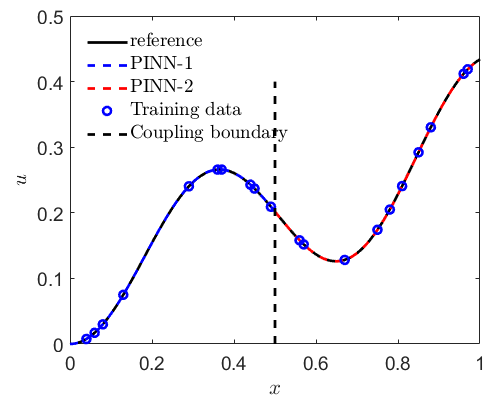 0.5
0.4
0.3
0.2
0.1
0
u
reference
PINN-1
PINN-2
Training data
Coupling boundary
0 0.2 0.4 0.6 0.8 1
x